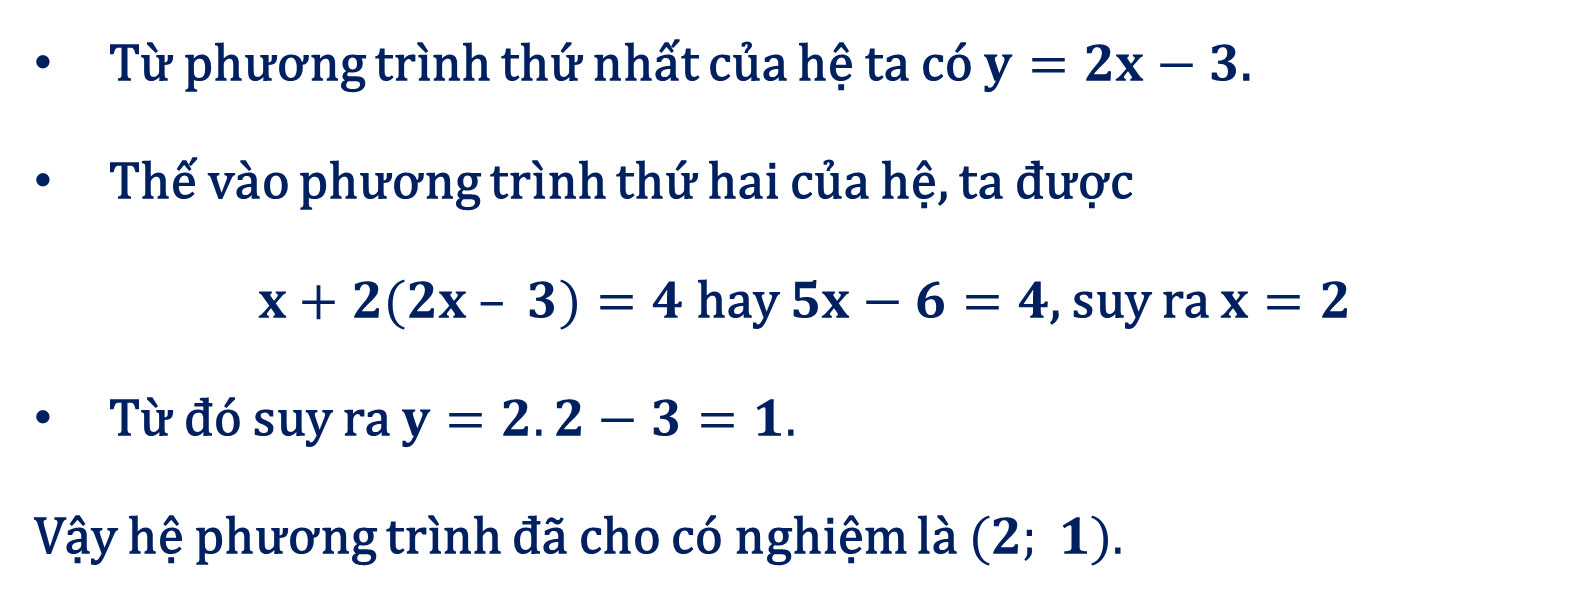 • Từ phương trình thứ nhất của hệ ta có y = 2x − 3.
• Thế vào phương trình thứ hai của hệ, ta được
x + 2(2x – 3) = 4 hay 5x − 6 = 4, suy ra x = 2
• Từ đó suy ra y = 2. 2 − 3 = 1.
Vậy hệ phương trình đã cho có nghiệm là (2; 1).